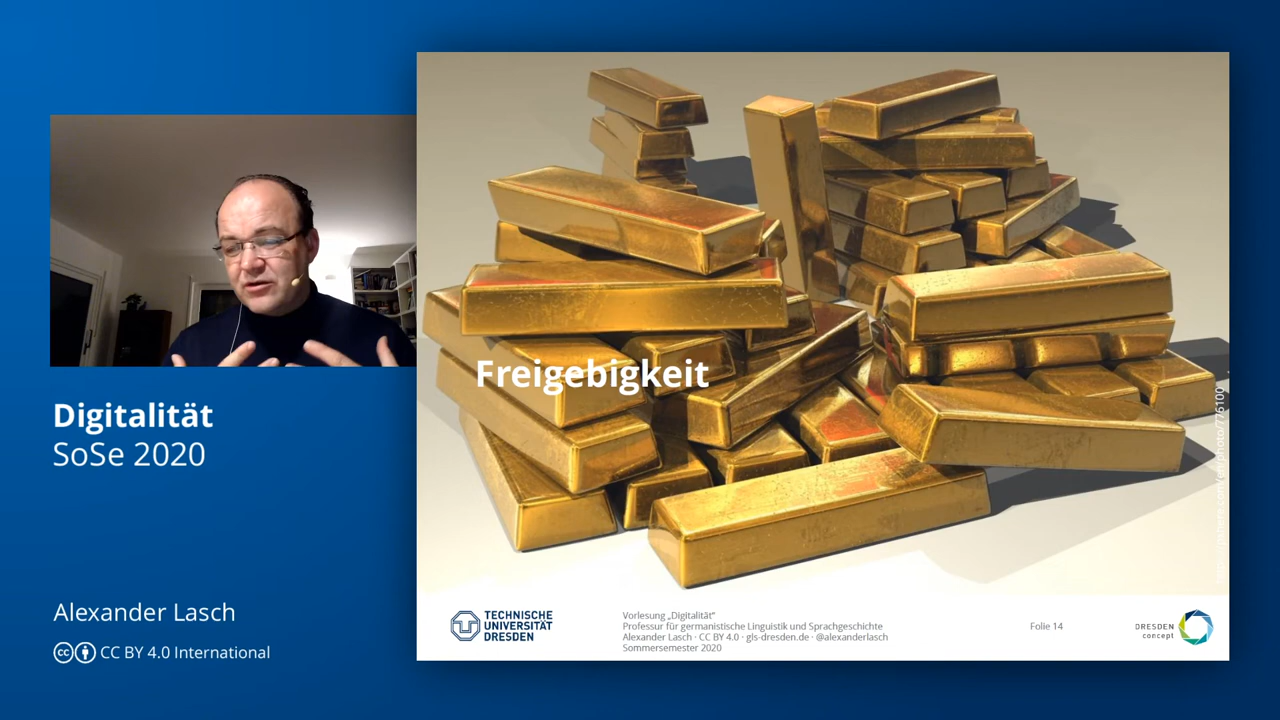 Freigebigkeit
Digitalität
SoSe 2020
Alexander Lasch
CC BY 4.0 International
TECHNISCHE
UNIVERSITÄT
DRESDEN
Vorlesung „Digitalität“
Professur für germanistische Linguistik und Sprachgeschichte
Alexander Lasch · CC BY 4.0 · gls-dresden.de · @alexanderlasch
Sommersemester 2020
Folie 14
DRESDEN
concept